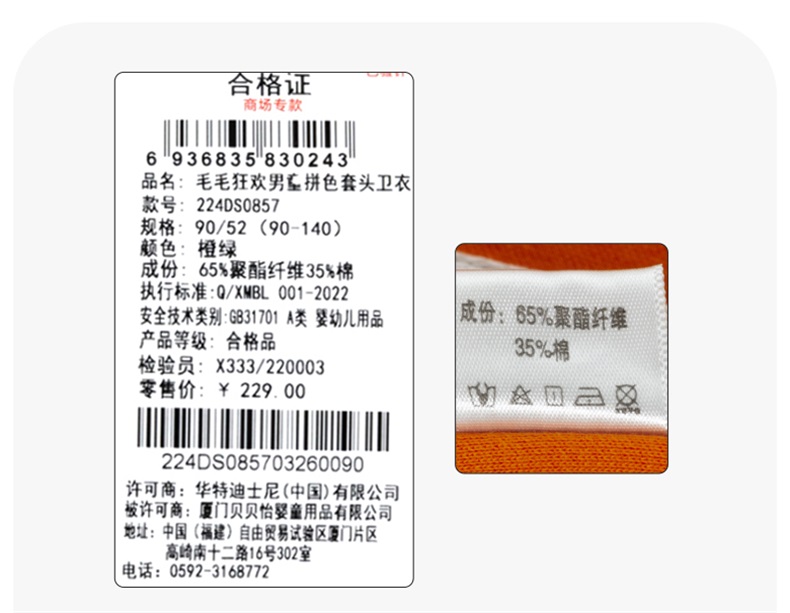 合格证
商场专款
6 936835 830243
品名: 毛毛狂欢男 拼色套头卫衣
款号: 224DS0857
规格: 90/52 (90-140)
颜色: 橙绿
成份: 65%聚酯纤维35%棉
执行标准:Q/XMBL 001-2022
安全技术类别:GB31701 A类 婴幼儿用品
产品等级: 合格品
检验员: X333/220003
零售价: ¥ 229.00
224DS085703260090
许可商: 华特迪士尼(中国)有限公司
被许可商: 厦门贝贝怡婴童用品有限公司
地址: 中国 (福建) 自由贸易试验区厦门片区
高崎南十二路16号302室
电话: 0592-3168772
成份: 65%聚酯纤维
35%棉